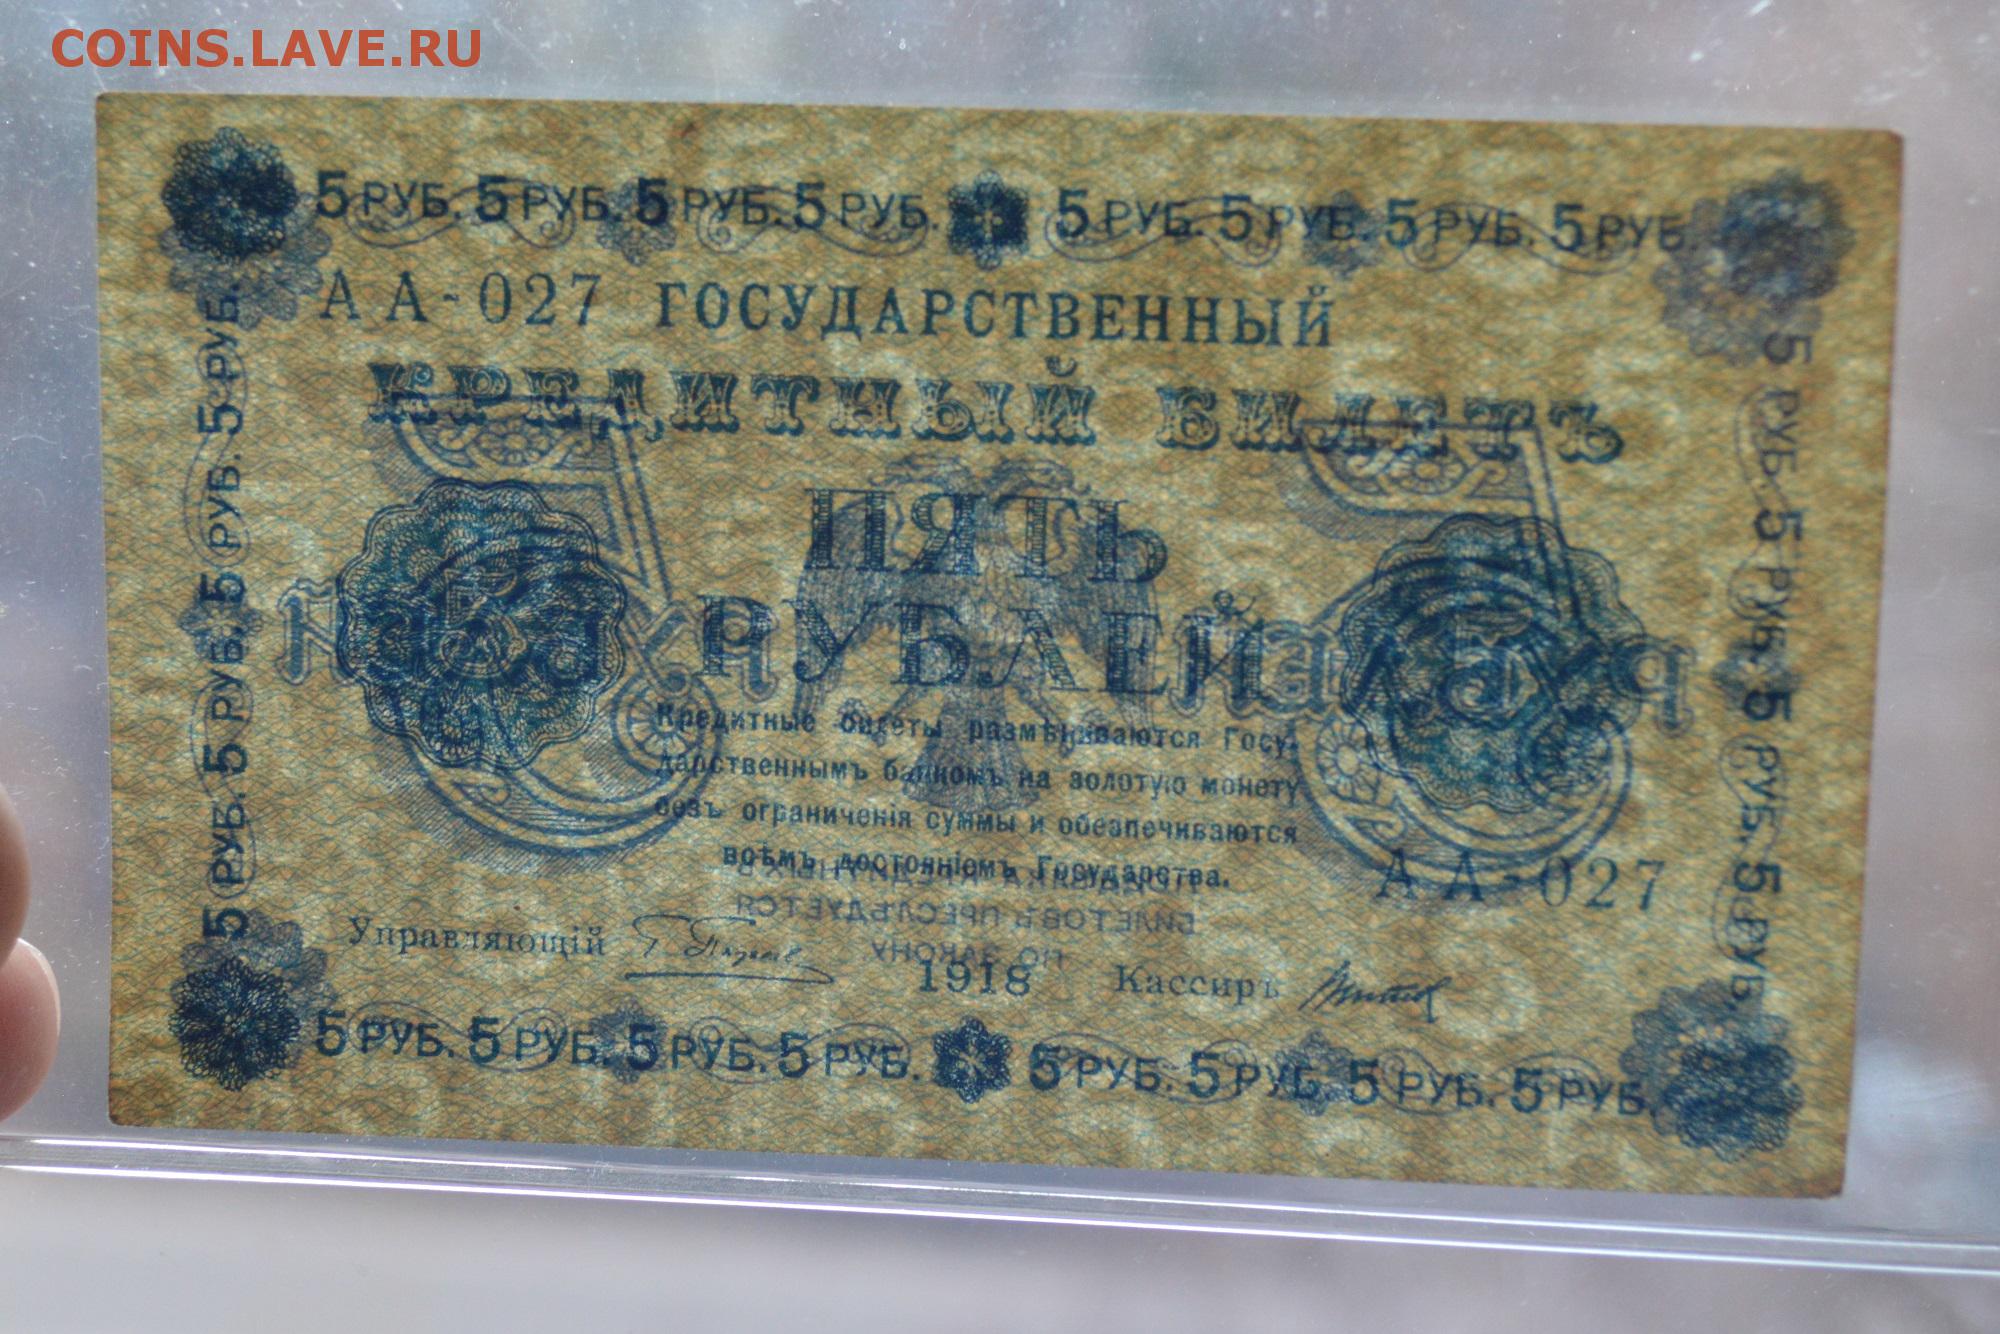 COINS.LAVE.RU
5 РУБ. 5 РУБ. 5 РУБ. 5 РУБ. 5 РУБ. 5 РУБ. 5 РУБ. 5 РУБ.
АА-027 ГОСУДАРСТВЕННЫЙ
КРЕДИТНЫЙ БИЛЕТЪ
ПЯТЬ
РУБЛЕЙ
Кредитные билеты размѣниваются Госу-
дарственнымъ банкомъ на золотую монету
безъ ограниченія суммы и обезпечиваются
всѣмъ достояніемъ Государства.
АА-027
БИЛЕТОВЪ ПРЕСЛѢДУЕТСЯ
ПО ЗАКОНУ.
Управляющій
1918 Кассиръ
5 РУБ. 5 РУБ. 5 РУБ. 5 РУБ. 5 РУБ. 5 РУБ. 5 РУБ. 5 РУБ.
5 РУБ. 5 РУБ. 5 РУБ. 5 РУБ.
5 РУБ. 5 РУБ. 5 РУБ. 5 РУБ.